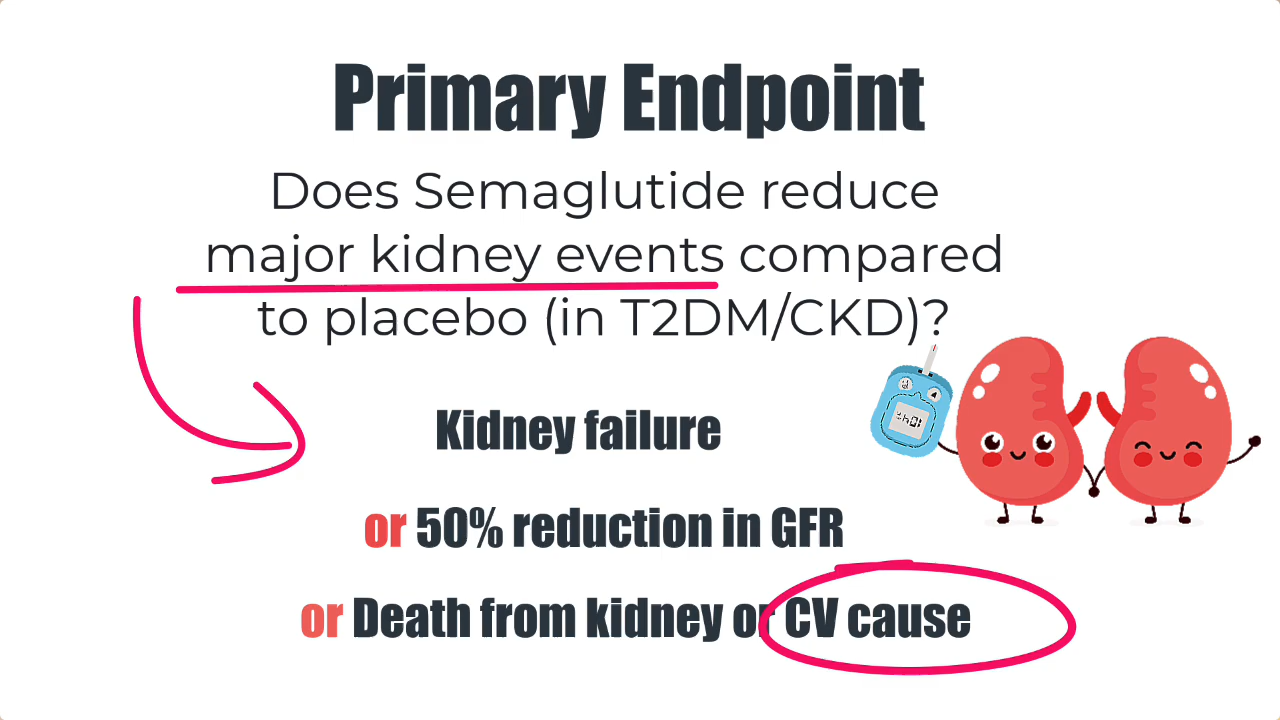 Primary Endpoint
Does Semaglutide reduce
major kidney events compared
to placebo (in T2DM/CKD)?
Kidney failure
or 50% reduction in GFR
or Death from kidney or CV cause